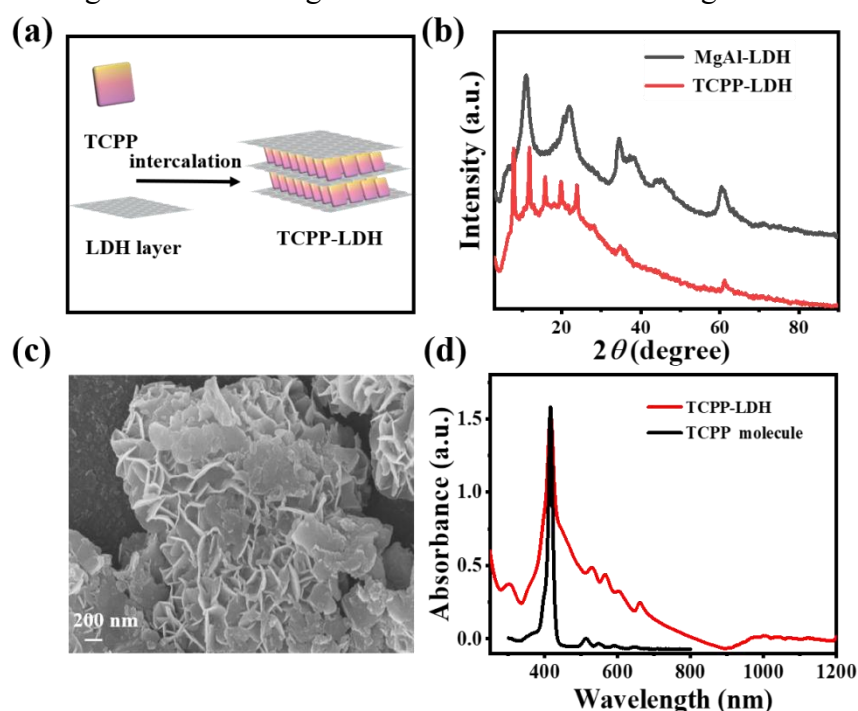 (a)
TCPP
intercalation
LDH layer
TCPP-LDH
(b)
MgAl-LDH
TCPP-LDH
Intensity (a.u.)
20
40
60
80
2θ (degree)
(c)
200 nm
(d)
TCPP-LDH
TCPP molecule
Absorbance (a.u.)
1.5
1.0
0.5
0.0
400
600
800
1000
1200
Wavelength (nm)